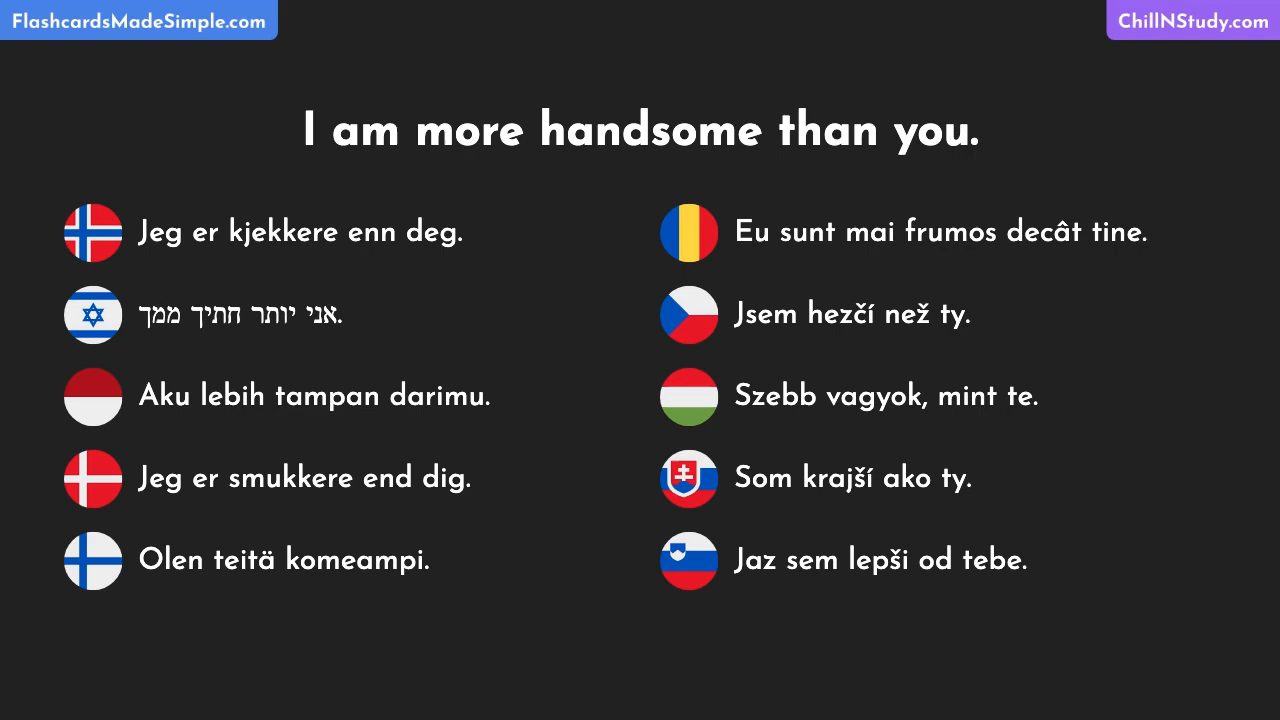 FlashcardsMadeSimple.com
ChillNStudy.com
I am more handsome than you.
Jeg er kjekkere enn deg.
אני יותר חתיך ממך.
Aku lebih tampan darimu.
Jeg er smukkere end dig.
Olen teitä komeampi.
Eu sunt mai frumos decât tine.
Jsem hezčí než ty.
Szebb vagyok, mint te.
Som krajší ako ty.
Jaz sem lepši od tebe.